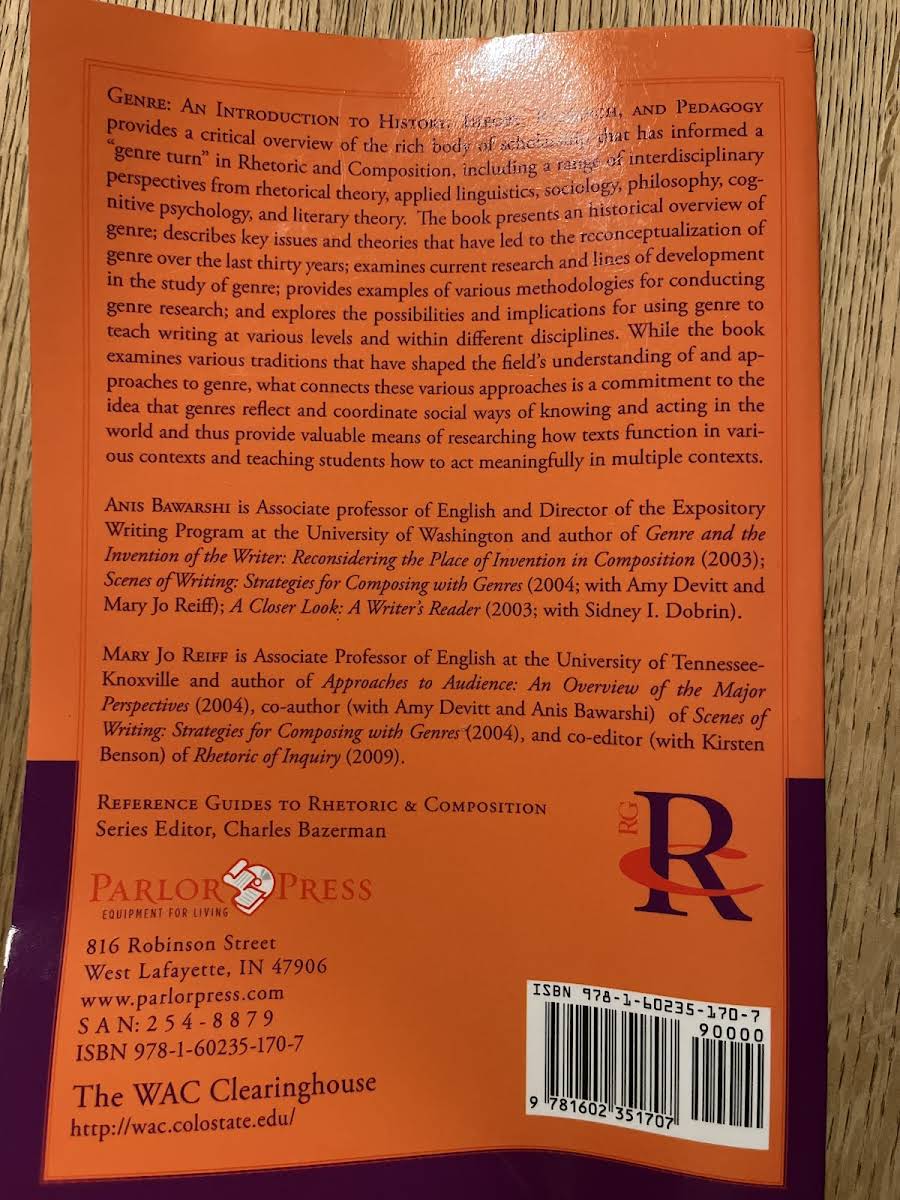 GENRE: AN INTRODUCTION TO HISTORY, THEORY, RESEARCH, AND PEDAGOGY
provides a critical overview of the rich body of scholarship that has informed a
“genre turn” in Rhetoric and Composition, including a range of interdisciplinary
perspectives from rhetorical theory, applied linguistics, sociology, philosophy, cog-
nitive psychology, and literary theory. The book presents an historical overview of
genre; describes key issues and theories that have led to the reconceptualization of
genre over the last thirty years; examines current research and lines of development
in the study of genre; provides examples of various methodologies for conducting
genre research; and explores the possibilities and implications for using genre to
teach writing at various levels and within different disciplines. While the book
examines various traditions that have shaped the field’s understanding of and ap-
proaches to genre, what connects these various approaches is a commitment to the
idea that genres reflect and coordinate social ways of knowing and acting in the
world and thus provide valuable means of researching how texts function in vari-
ous contexts and teaching students how to act meaningfully in multiple contexts.
ANIS BAWARSHI is Associate professor of English and Director of the Expository
Writing Program at the University of Washington and author of Genre and the
Invention of the Writer: Reconsidering the Place of Invention in Composition (2003);
Scenes of Writing: Strategies for Composing with Genres (2004; with Amy Devitt and
Mary Jo Reiff); A Closer Look: A Writer’s Reader (2003; with Sidney I. Dobrin).
MARY JO REIFF is Associate Professor of English at the University of Tennessee-
Knoxville and author of Approaches to Audience: An Overview of the Major
Perspectives (2004), co-author (with Amy Devitt and Anis Bawarshi) of Scenes of
Writing: Strategies for Composing with Genres (2004), and co-editor (with Kirsten
Benson) of Rhetoric of Inquiry (2009).
REFERENCE GUIDES TO RHETORIC & COMPOSITION
Series Editor, Charles Bazerman
RG
R
PARLOR PRESS
EQUIPMENT FOR LIVING
816 Robinson Street
West Lafayette, IN 47906
www.parlorpress.com
S A N: 2 5 4 - 8 8 7 9
ISBN 978-1-60235-170-7
The WAC Clearinghouse
http://wac.colostate.edu/
ISBN 978-1-60235-170-7
90000
9 781602 351707